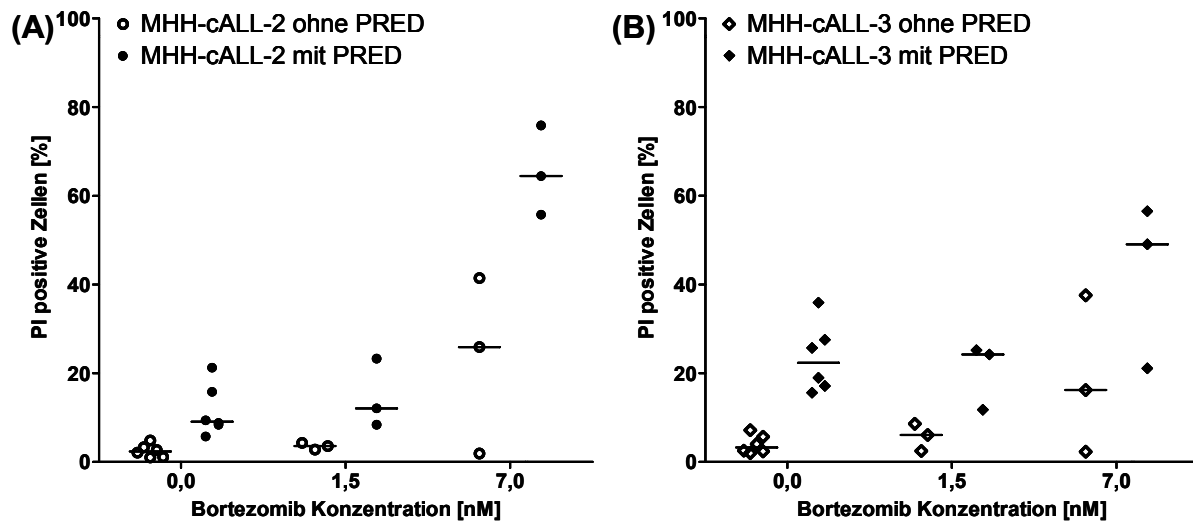 (A)
MHH-cALL-2 ohne PRED
MHH-cALL-2 mit PRED
PI positive Zellen [%]
100
80
60
40
20
0
0,0 1,5 7,0
Bortezomib Konzentration [nM]
(B)
MHH-cALL-3 ohne PRED
MHH-cALL-3 mit PRED
PI positive Zellen [%]
100
80
60
40
20
0
0,0 1,5 7,0
Bortezomib Konzentration [nM]